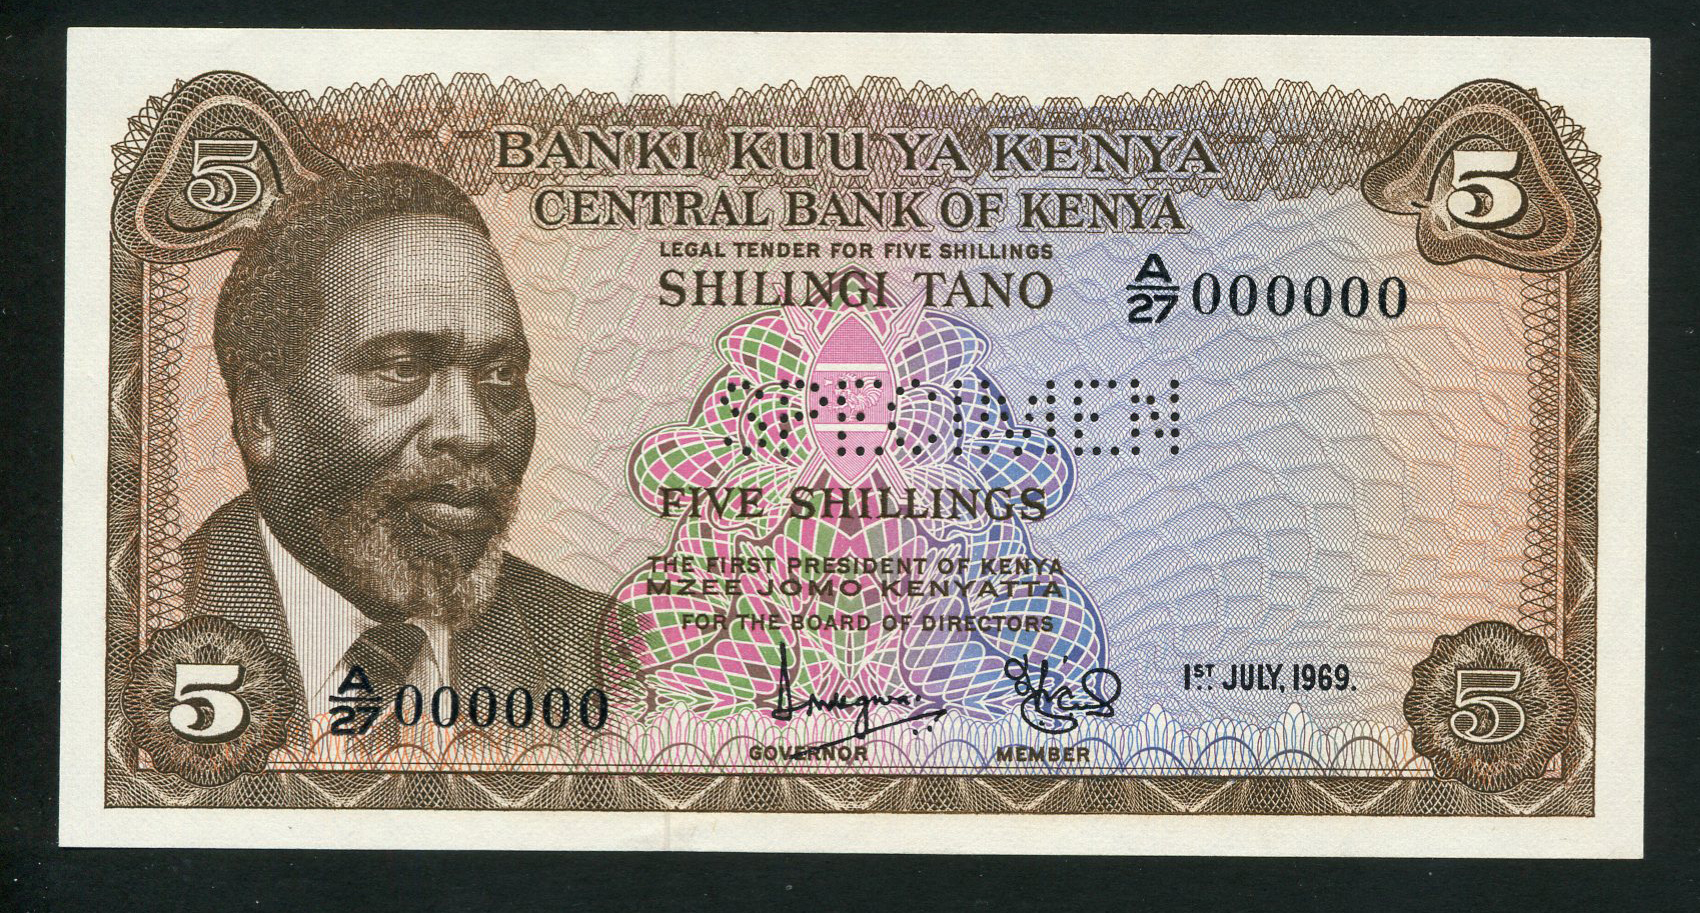 5
5
BANKI KUU YA KENYA
CENTRAL BANK OF KENYA
LEGAL TENDER FOR FIVE SHILLINGS
SHILINGI TANO
A/27 000000
SPECIMEN
FIVE SHILLINGS
THE FIRST PRESIDENT OF KENYA
MZEE JOMO KENYATTA
FOR THE BOARD OF DIRECTORS
1ST JULY, 1969.
5
A/27 000000
5
GOVERNOR
MEMBER